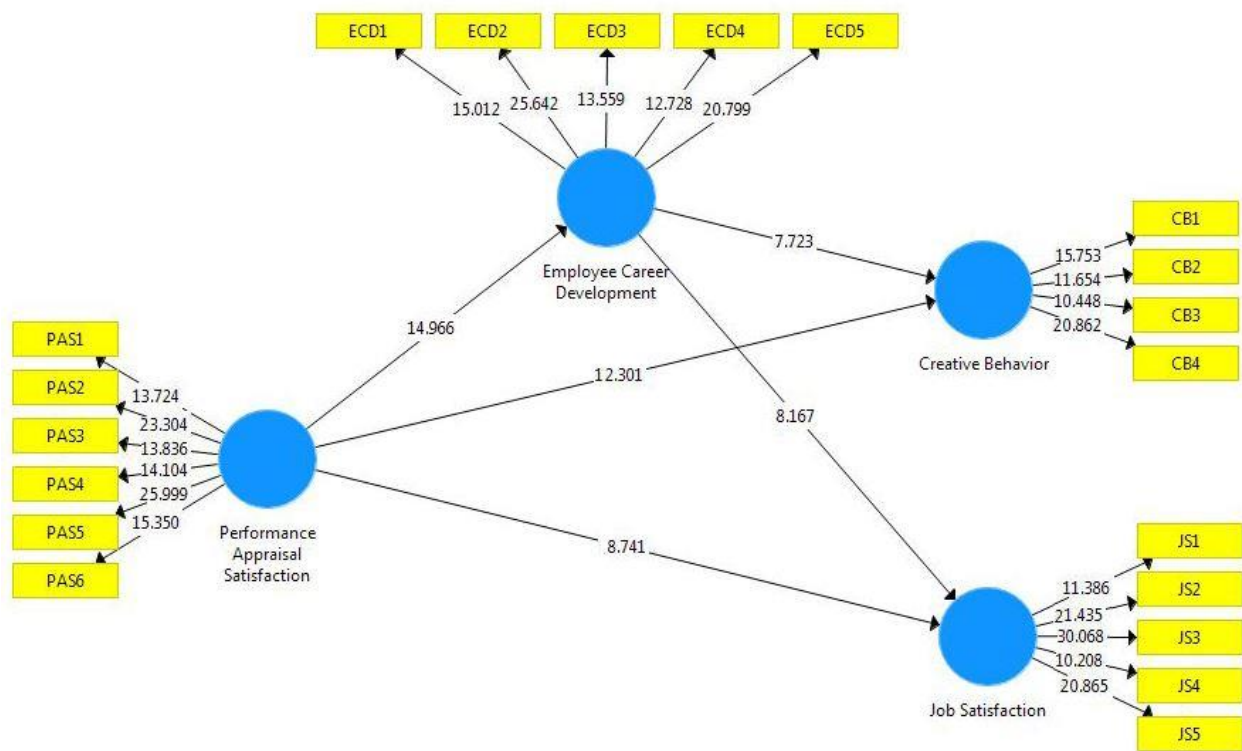 ECD1 ECD2 ECD3 ECD4 ECD5
15.012 25.642 13.559 12.728 20.799
Employee Career
Development
7.723
CB1
CB2
CB3
CB4
15.753
11.654
10.448
20.862
Creative Behavior
14.966
12.301
8.167
8.741
PAS1
PAS2
PAS3
PAS4
PAS5
PAS6
13.724
23.304
13.836
14.104
25.999
15.350
Performance
Appraisal
Satisfaction
JS1
JS2
JS3
JS4
JS5
11.386
21.435
30.068
10.208
20.865
Job Satisfaction